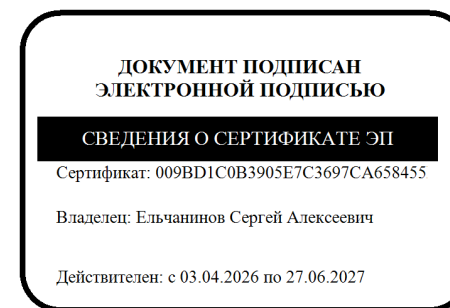 ДОКУМЕНТ ПОДПИСАН
ЭЛЕКТРОННОЙ ПОДПИСЬЮ
СВЕДЕНИЯ О СЕРТИФИКАТЕ ЭП
Сертификат: 009BD1C0B3905E7C3697CA658455
Владелец: Ельчанинов Сергей Алексеевич
Действителен: с 03.04.2026 по 27.06.2027